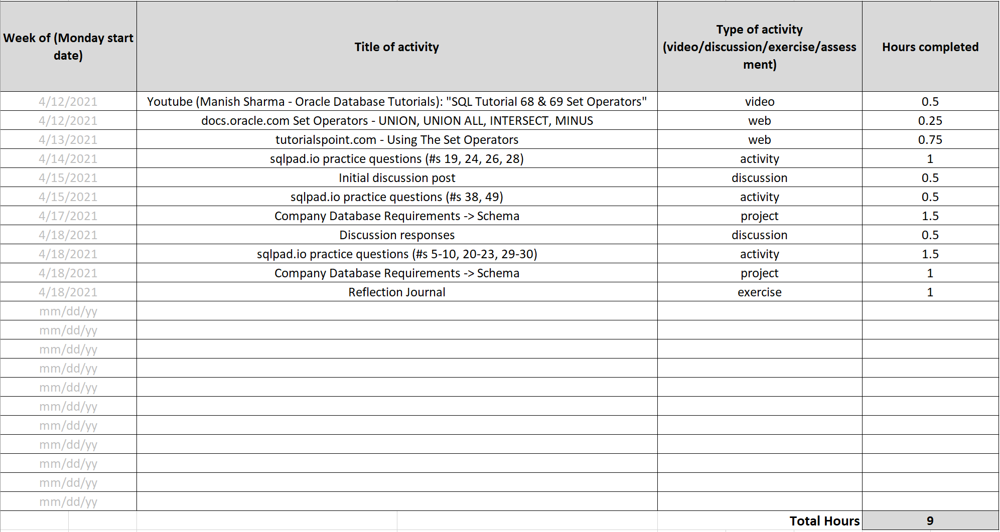 Week of (Monday start date) Title of activity Type of activity (video/discussion/exercise/assessment) Hours completed
4/12/2021 Youtube (Manish Sharma - Oracle Database Tutorials): "SQL Tutorial 68 & 69 Set Operators" video 0.5
4/12/2021 docs.oracle.com Set Operators - UNION, UNION ALL, INTERSECT, MINUS web 0.25
4/13/2021 tutorialspoint.com - Using The Set Operators web 0.75
4/14/2021 sqlpad.io practice questions (#s 19, 24, 26, 28) activity 1
4/15/2021 Initial discussion post discussion 0.5
4/15/2021 sqlpad.io practice questions (#s 38, 49) activity 0.5
4/17/2021 Company Database Requirements -> Schema project 1.5
4/18/2021 Discussion responses discussion 0.5
4/18/2021 sqlpad.io practice questions (#s 5-10, 20-23, 29-30) activity 1.5
4/18/2021 Company Database Requirements -> Schema project 1
4/18/2021 Reflection Journal exercise 1
mm/dd/yy
mm/dd/yy
mm/dd/yy
mm/dd/yy
mm/dd/yy
mm/dd/yy
mm/dd/yy
mm/dd/yy
mm/dd/yy
mm/dd/yy
mm/dd/yy
Total Hours 9